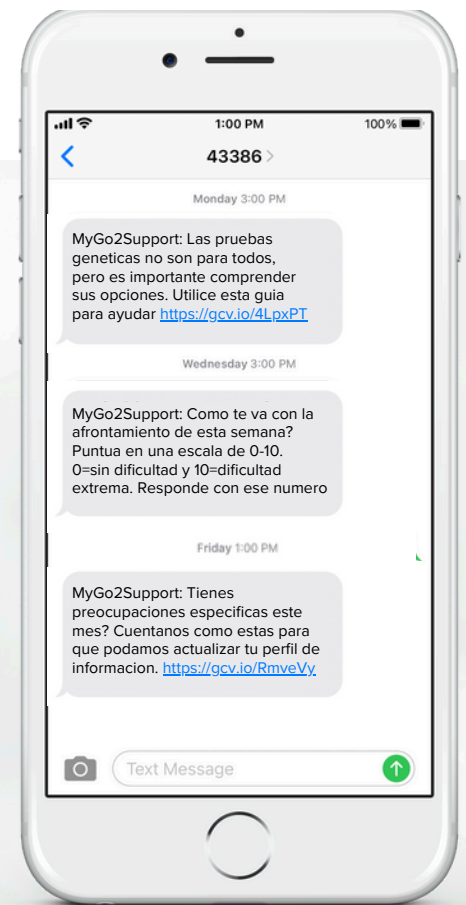 1:00 PM
100%
43386
Monday 3:00 PM
MyGo2Support: Las pruebas
geneticas no son para todos,
pero es importante comprender
sus opciones. Utilice esta guia
para ayudar https://gcv.io/4LpxPT
Wednesday 3:00 PM
MyGo2Support: Como te va con la
afrontamiento de esta semana?
Puntua en una escala de 0-10.
0=sin dificultad y 10=dificultad
extrema. Responde con ese numero
Friday 1:00 PM
MyGo2Support: Tienes
preocupaciones especificas este
mes? Cuentanos como estas para
que podamos actualizar tu perfil de
informacion. https://gcv.io/RmveVy
Text Message